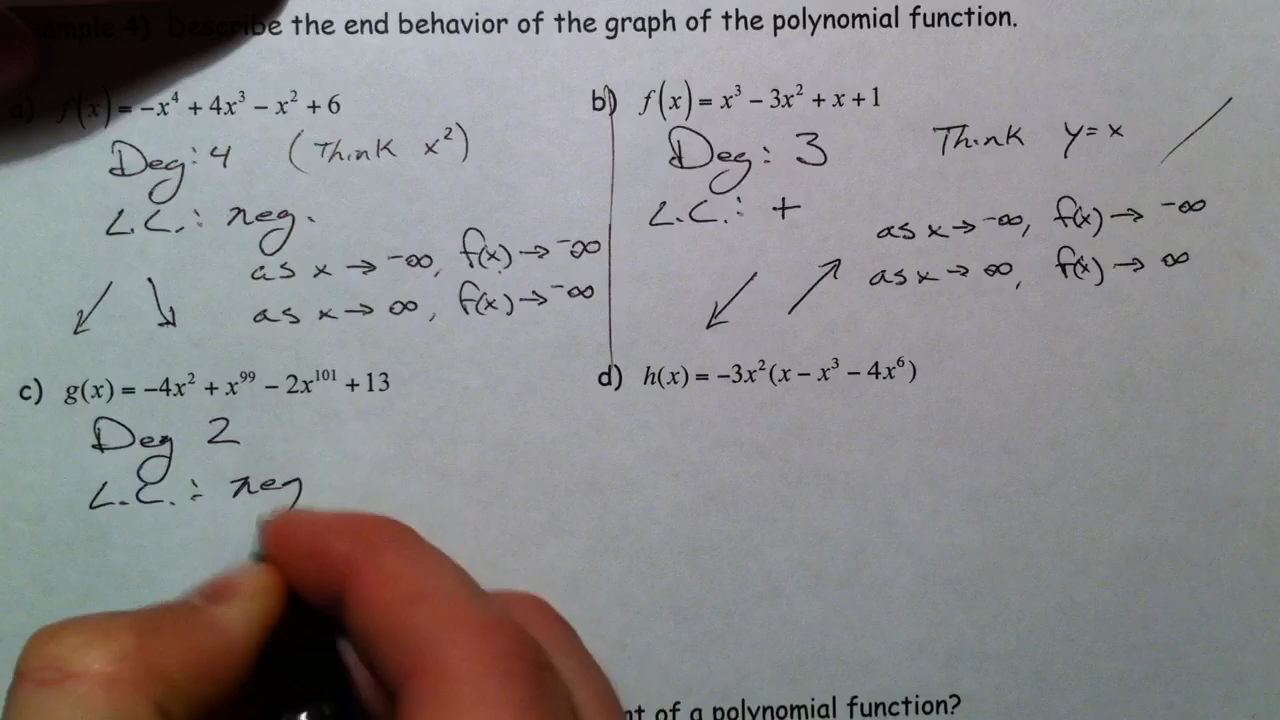 Describe the end behavior of the graph of the polynomial function.
a) f(x) = -x⁴ + 4x³ - x² + 6
Deg: 4 (Think x²)
L.C.: neg.
as x → -∞, f(x) → -∞
as x → ∞, f(x) → -∞
b) f(x) = x³ - 3x² + x + 1
Deg: 3 Think y = x
L.C.: +
as x → -∞, f(x) → -∞
as x → ∞, f(x) → ∞
c) g(x) = -4x² + x⁹⁹ - 2x¹⁰¹ + 13
Deg 2
L.C.: neg
d) h(x) = -3x²(x - x³ - 4x⁶)
of a polynomial function?